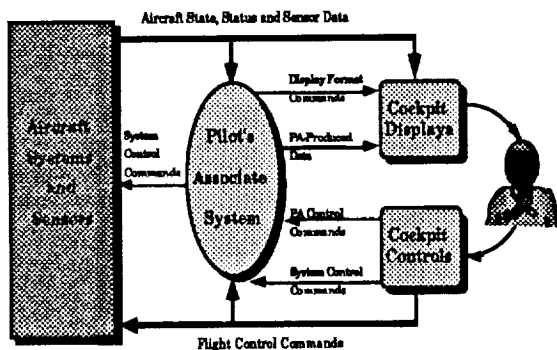 Aircraft State, Status and Sensor Data
Aircraft
Systems
and
Sensors
System
Control
Commands
Pilot's
Associate
System
Display Format
Commands
PA-Produced
Data
Cockpit
Displays
PA Control
Commands
System Control
Commands
Cockpit
Controls
Flight Control Commands